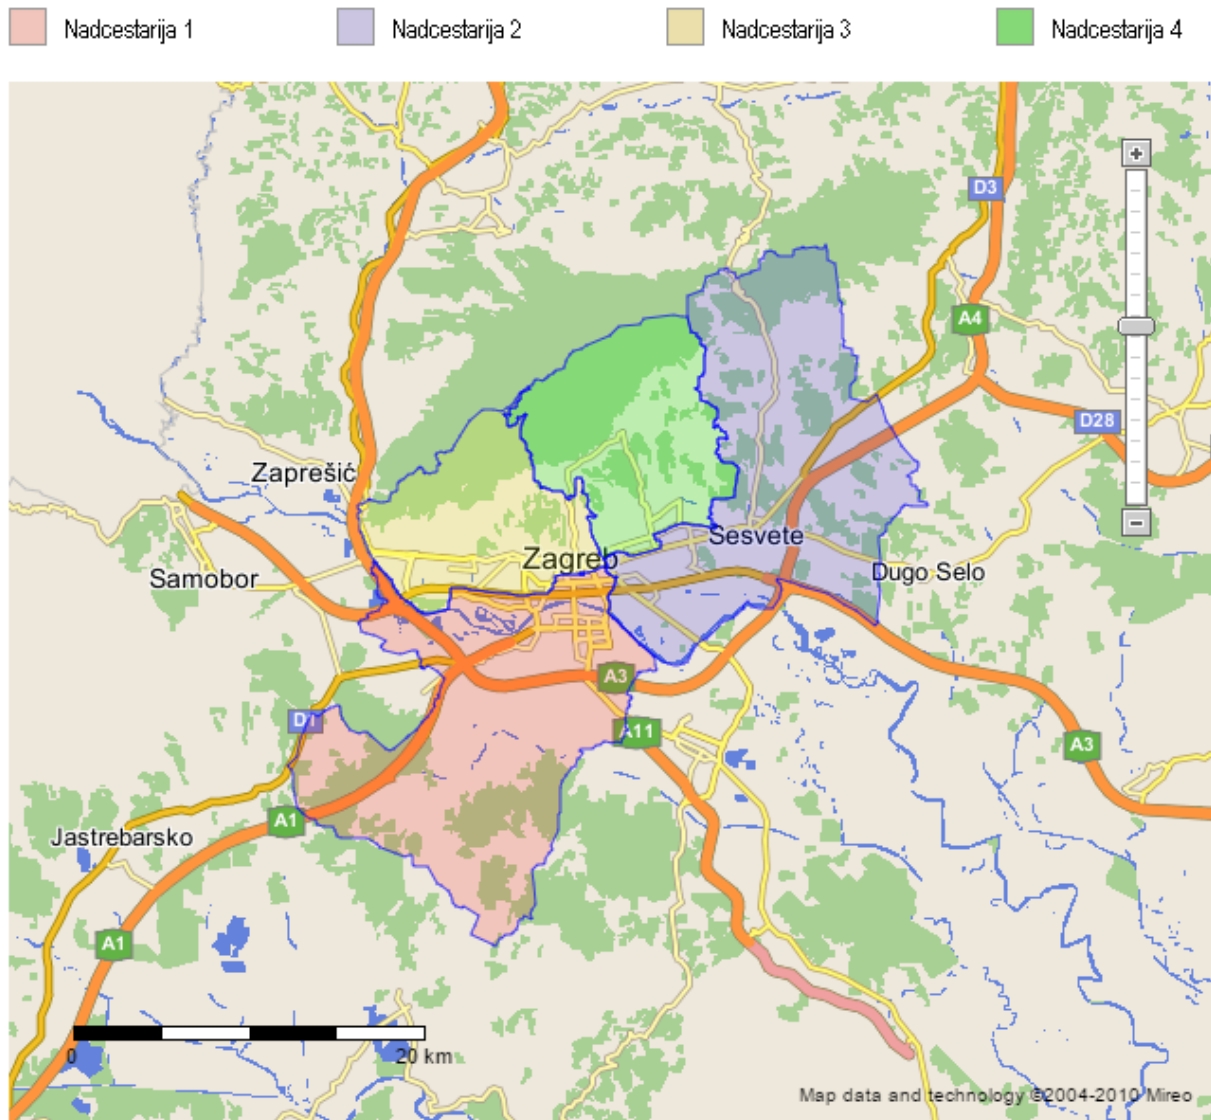 Nadcestarija 1
Nadcestarija 2
Nadcestarija 3
Nadcestarija 4
+
D3
A4
D28
Zaprešić
−
Sesvete
Zagreb
Samobor
Dugo Selo
A3
D1
A11
A3
A1
Jastrebarsko
A1
0
20 km
Map data and technology ©2004-2010 Mireo